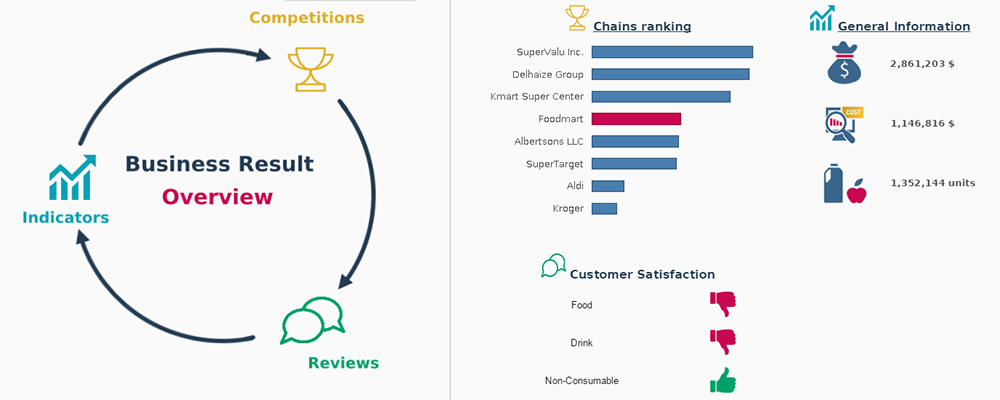 Competitions
Business Result
Overview
Indicators
Reviews
Chains ranking
SuperValu Inc.
Delhaize Group
Kmart Super Center
Foodmart
Albertsons LLC
SuperTarget
Aldi
Kroger
General Information
$
2,861,203 $
COST
1,146,816 $
1,352,144 units
Customer Satisfaction
Food
Drink
Non-Consumable